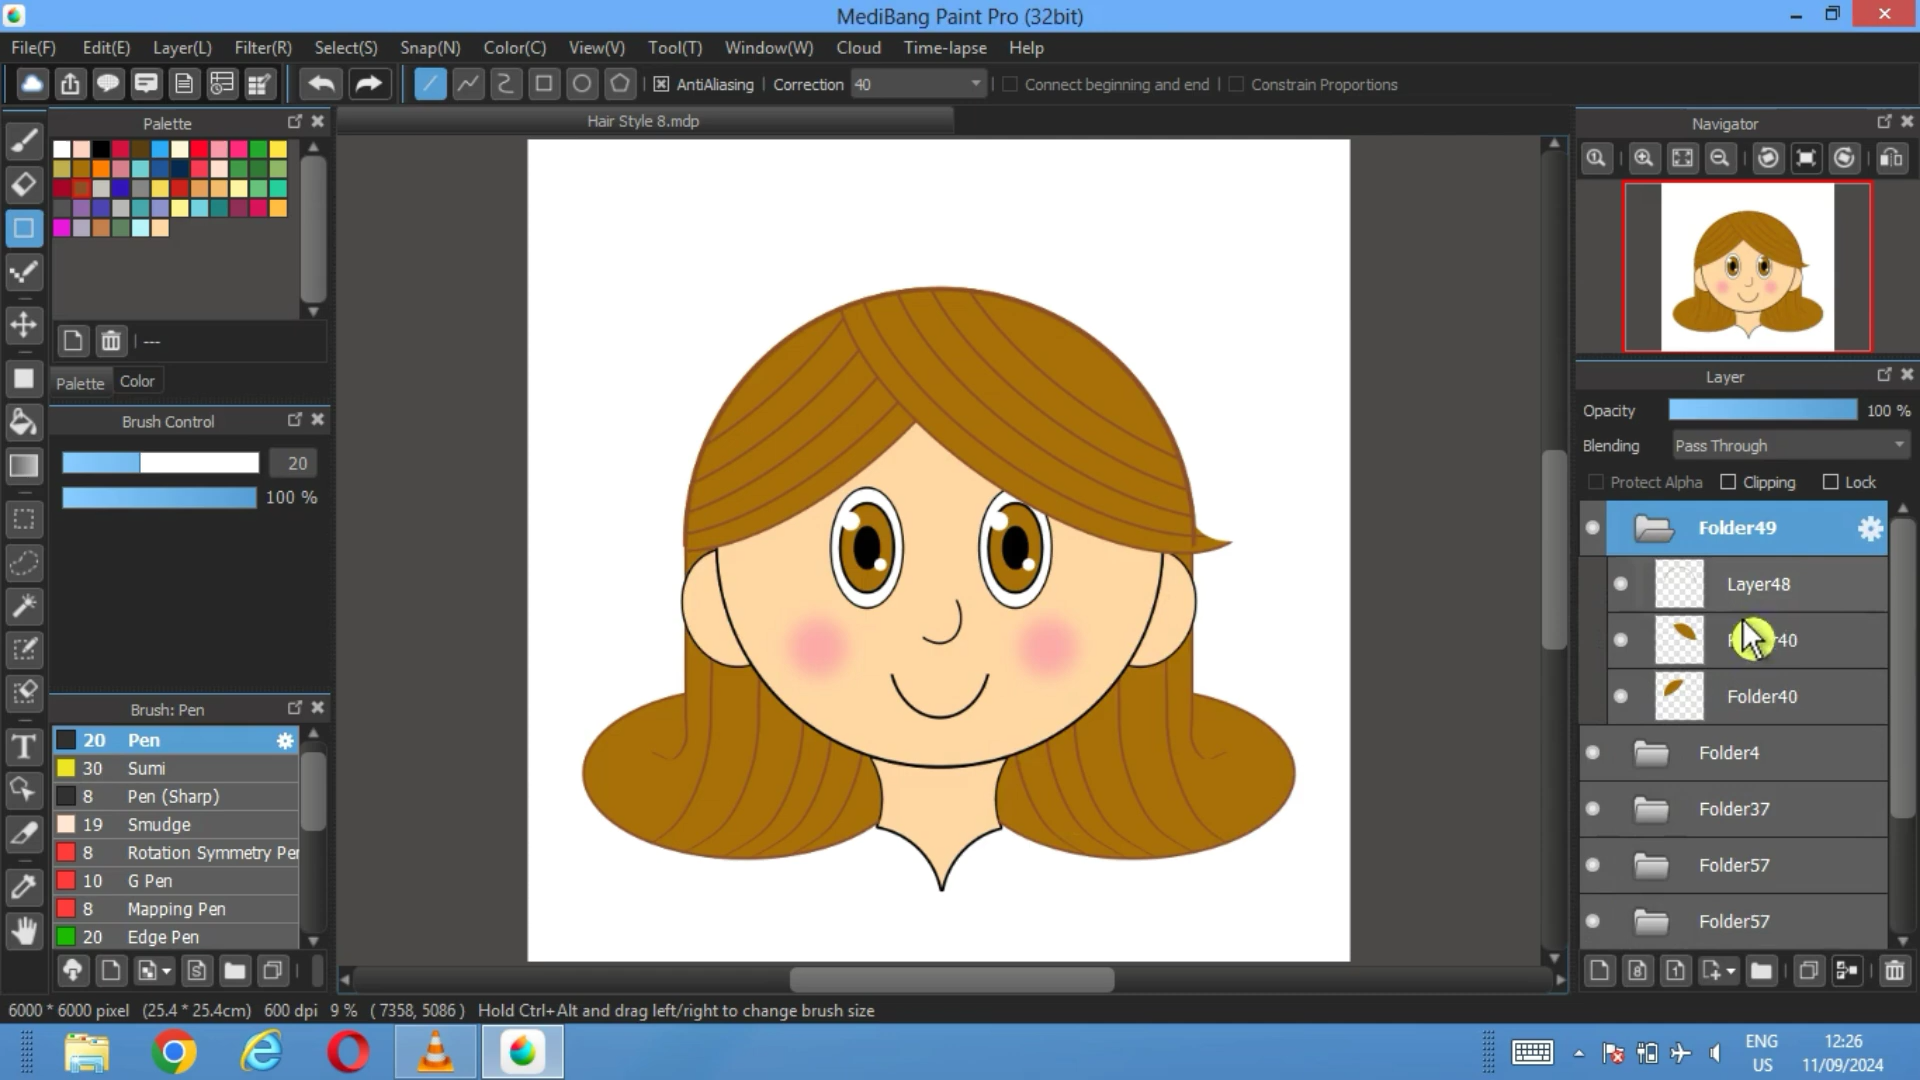 MediBang Paint Pro (32bit)
File(F) Edit(E) Layer(L) Filter(R) Select(S) Snap(N) Color(C) View(V) Tool(T) Window(W) Cloud Time-lapse Help
AntiAliasing Correction 40 Connect beginning and end Constrain Proportions
Palette
Hair Style 8.mdp
Navigator
---
Palette Color
Brush Control
20
100 %
Brush: Pen
20 Pen
30 Sumi
8 Pen (Sharp)
19 Smudge
8 Rotation Symmetry Pen
10 G Pen
8 Mapping Pen
20 Edge Pen
Layer
Opacity 100 %
Blending Pass Through
Protect Alpha Clipping Lock
Folder49
Layer48
40
Folder40
Folder4
Folder37
Folder57
Folder57
6000 * 6000 pixel (25.4 * 25.4cm) 600 dpi 9 % ( 7358, 5086 ) Hold Ctrl+Alt and drag left/right to change brush size
ENG
US
12:26
11/09/2024